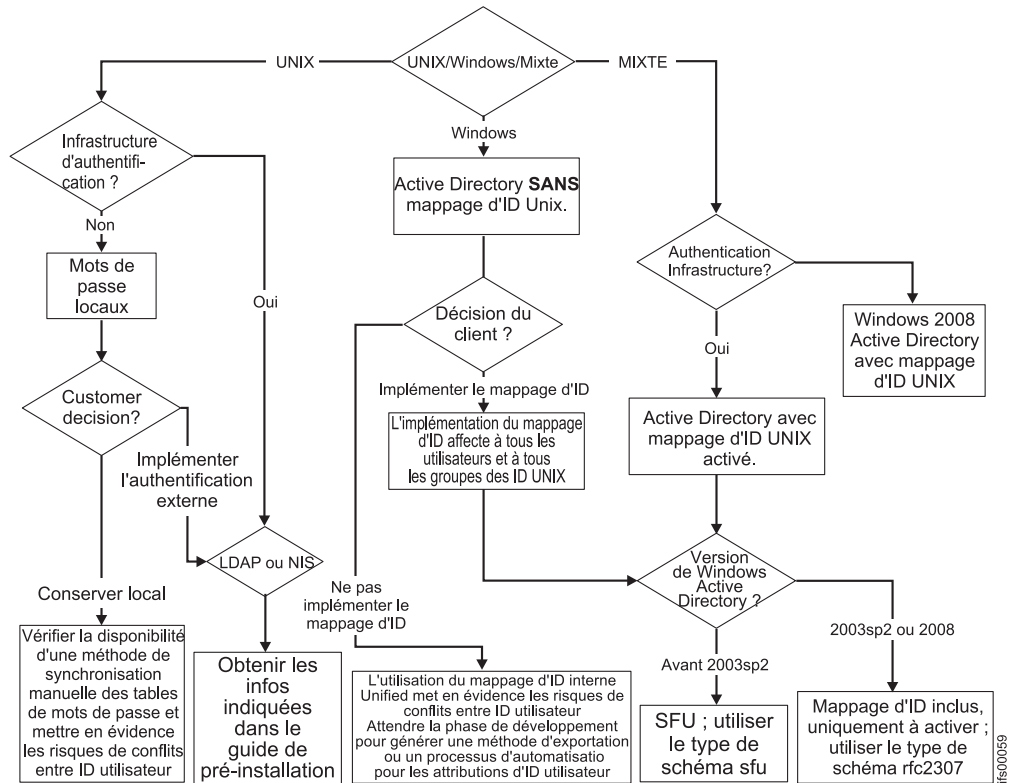 UNIX
UNIX/Windows/Mixte
MIXTE
Windows
Infrastructure
d'authentifi-
cation ?
Non
Oui
Mots de
passe
locaux
Customer
decision?
Implémenter
l'authentification
externe
Conserver local
Vérifier la disponibilité
d'une méthode de
synchronisation
manuelle des tables
de mots de passe et
mettre en évidence
les risques de conflits
entre ID utilisateur
LDAP ou NIS
Obtenir les
infos
indiquées
dans le
guide de
pré-installation
Active Directory SANS
mappage d'ID Unix.
Décision du
client ?
Implémenter le mappage d'ID
L'implémentation du mappage
d'ID affecte à tous les
utilisateurs et à tous
les groupes des ID UNIX
Ne pas
implémenter le
mappage d'ID
L'utilisation du mappage d'ID interne
Unified met en évidence les risques de
conflits entre ID utilisateur
Attendre la phase de développement
pour générer une méthode d'exportation
ou un processus d'automatisatio
pour les attributions d'ID utilisateur
Authentication
Infrastructure?
Oui
Windows 2008
Active Directory
avec mappage
d'ID UNIX
Active Directory avec
mappage d'ID UNIX
activé.
Version
de Windows
Active
Directory ?
Avant 2003sp2
2003sp2 ou 2008
SFU ; utiliser
le type de
schéma sfu
Mappage d'ID inclus,
uniquement à activer ;
utiliser le type de
schéma rfc2307
ifs00059